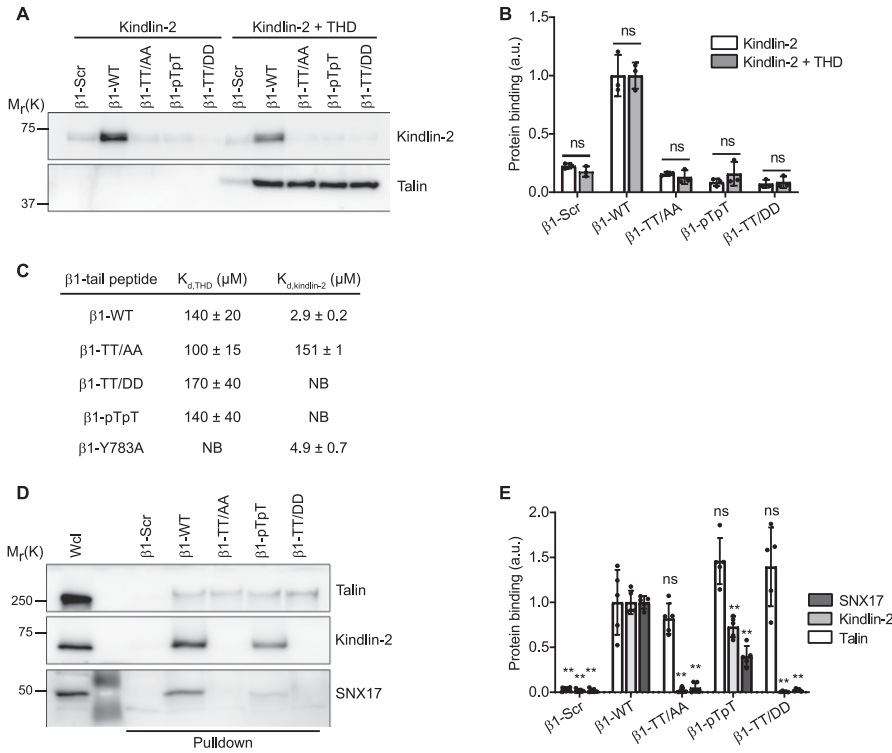 A
Kindlin-2
Kindlin-2 + THD
β1-Scr
β1-WT
β1-TT/AA
β1-pTpT
β1-TT/DD
β1-Scr
β1-WT
β1-TT/AA
β1-pTpT
β1-TT/DD
Mr(K)
75
Kindlin-2
Talin
37
B
Protein binding (a.u.)
1.5
1.0
0.5
0.0
ns
ns
ns
ns
ns
Kindlin-2
Kindlin-2 + THD
β1-Scr
β1-WT
β1-TT/AA
β1-pTpT
β1-TT/DD
C
β1-tail peptide Kd,THD (μM) Kd,kindlin-2 (μM)
β1-WT 140 ± 20 2.9 ± 0.2
β1-TT/AA 100 ± 15 151 ± 1
β1-TT/DD 170 ± 40 NB
β1-pTpT 140 ± 40 NB
β1-Y783A NB 4.9 ± 0.7
D
Wcl
β1-Scr
β1-WT
β1-TT/AA
β1-pTpT
β1-TT/DD
Mr(K)
250
Talin
75
Kindlin-2
50
SNX17
Pulldown
E
Protein binding (a.u.)
2.0
1.5
1.0
0.5
0.0
** ** **
ns
** **
ns
** **
ns
** **
SNX17
Kindlin-2
Talin
β1-Scr
β1-WT
β1-TT/AA
β1-pTpT
β1-TT/DD